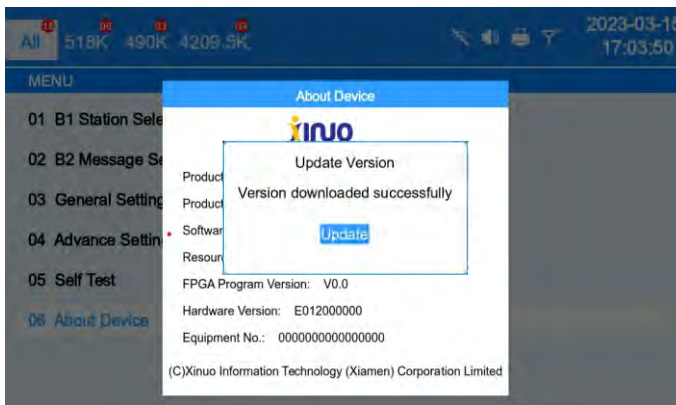 All 518K 490K 4209.5K
2023-03-15
17:03:50
MENU
01 B1 Station Sele
02 B2 Message Se
03 General Setting
04 Advance Settin
05 Self Test
06 About Device
About Device
XINUO
Update Version
Version downloaded successfully
Update
Product
Product
Softwar
Resour
FPGA Program Version: V0.0
Hardware Version: E012000000
Equipment No.: 0000000000000000
(C)Xinuo Information Technology (Xiamen) Corporation Limited